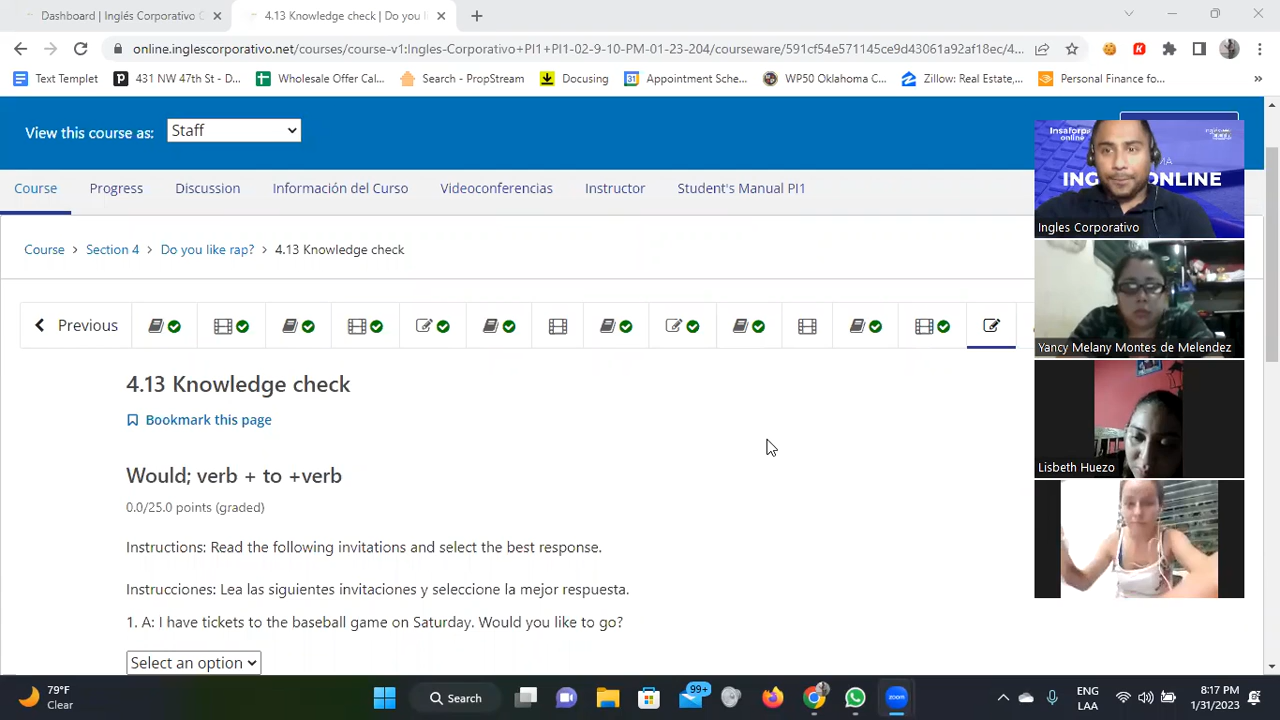 Dashboard | Inglés Corporativo
4.13 Knowledge check | Do you l
online.inglescorporativo.net/courses/course-v1:Ingles-Corporativo+PI1+PI1-02-9-10-PM-01-23-204/courseware/591cf54e571145ce9d43061a92af18ec/4...
Text Templet
431 NW 47th St - D...
Wholesale Offer Cal...
Search - PropStream
Docusing
31 Appointment Sche...
WP50 Oklahoma C...
Zillow: Real Estate,...
Personal Finance fo...
»
View this course as:
Staff
Course
Progress
Discussion
Información del Curso
Videoconferencias
Instructor
Student's Manual PI1
Course > Section 4 > Do you like rap? > 4.13 Knowledge check
Previous
4.13 Knowledge check
Bookmark this page
Would; verb + to +verb
0.0/25.0 points (graded)
Instructions: Read the following invitations and select the best response.
Instrucciones: Lea las siguientes invitaciones y seleccione la mejor respuesta.
1. A: I have tickets to the baseball game on Saturday. Would you like to go?
Select an option
Ingles Corporativo
Yancy Melany Montes de Melendez
Lisbeth Huezo
79°F
Clear
Search
99+
zoom
ENG
LAA
8:17 PM
1/31/2023